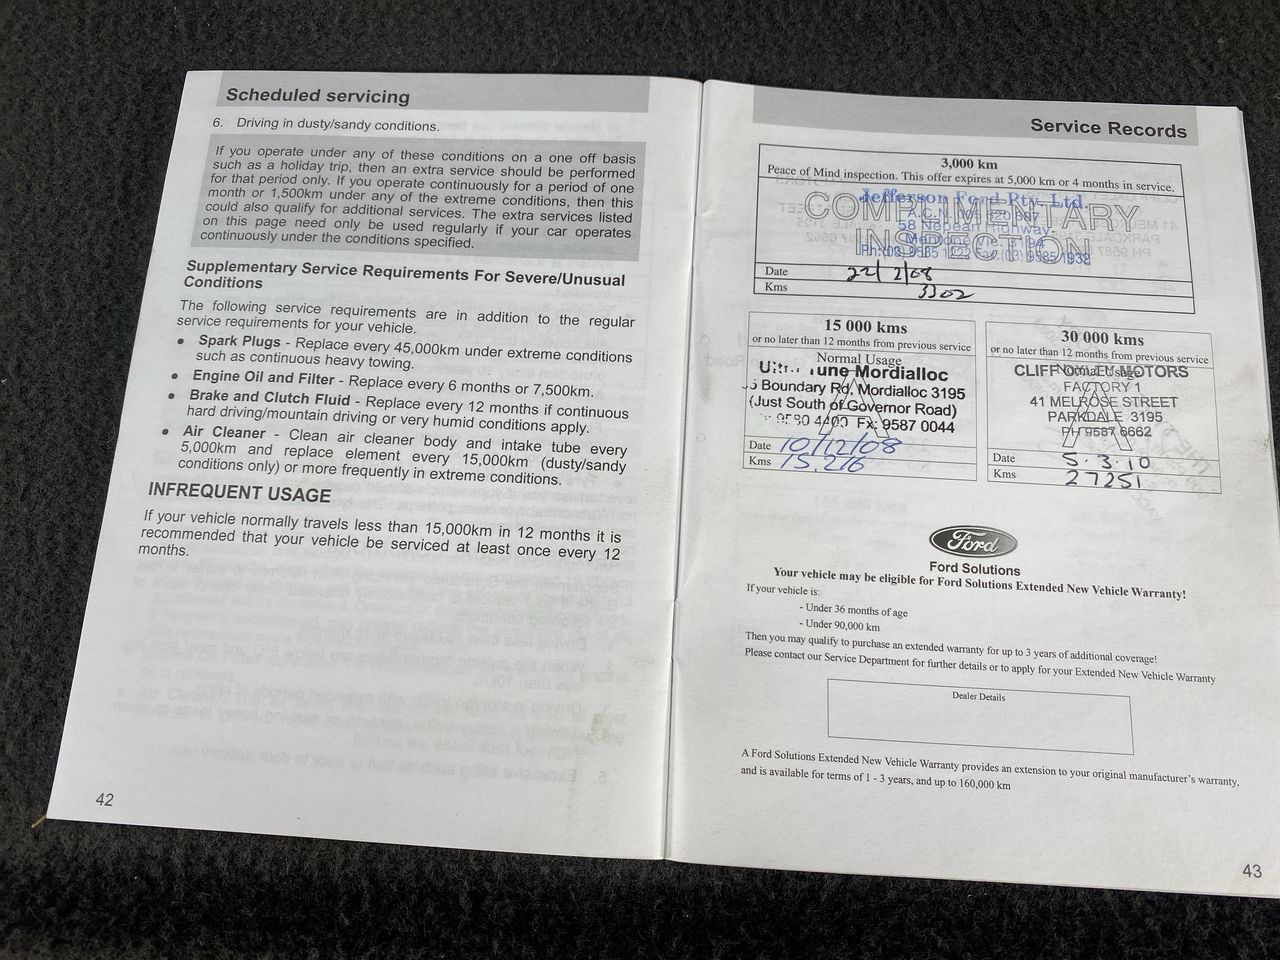 Scheduled servicing
6. Driving in dusty/sandy conditions.
If you operate under any of these conditions on a one off basis
such as a holiday trip, then an extra service should be performed
for that period only. If you operate continuously for a period of one
month or 1,500km under any of the extreme conditions, then this
could also qualify for additional services. The extra services listed
on this page need only be used regularly if your car operates
continuously under the conditions specified.
Supplementary Service Requirements For Severe/Unusual
Conditions
The following service requirements are in addition to the regular
service requirements for your vehicle.
• Spark Plugs - Replace every 45,000km under extreme conditions
such as continuous heavy towing.
• Engine Oil and Filter - Replace every 6 months or 7,500km.
• Brake and Clutch Fluid - Replace every 12 months if continuous
hard driving/mountain driving or very humid conditions apply.
• Air Cleaner - Clean air cleaner body and intake tube every
5,000km and replace element every 15,000km (dusty/sandy
conditions only) or more frequently in extreme conditions.
INFREQUENT USAGE
If your vehicle normally travels less than 15,000km in 12 months it is
recommended that your vehicle be serviced at least once every 12
months.
42
Service Records
3,000 km
Peace of Mind inspection. This offer expires at 5,000 km or 4 months in service.
COMPLIMENTARY
INSPECTION
Jefferson Ford Pty. Ltd.
58 Nepean Highway,
Date 22/2/08
Kms 3302
15 000 kms
or no later than 12 months from previous service
Normal Usage
A
Tune Mordialloc
Boundary Rd, Mordialloc 3195
(Just South of Governor Road)
Fx: 9587 0044
Date 10/12/08
Kms 15.216
30 000 kms
or no later than 12 months from previous service
Normal Usage
A
MOTORS
FACTORY 1
41 MELROSE STREET
PARKDALE 3195
PH 9587 6662
Date 5.3.10
Kms 27251
Ford
Ford Solutions
Your vehicle may be eligible for Ford Solutions Extended New Vehicle Warranty!
If your vehicle is:
- Under 36 months of age
- Under 90,000 km
Then you may qualify to purchase an extended warranty for up to 3 years of additional coverage!
Please contact our Service Department for further details or to apply for your Extended New Vehicle Warranty
Dealer Details
A Ford Solutions Extended New Vehicle Warranty provides an extension to your original manufacturer's warranty,
and is available for terms of 1 - 3 years, and up to 160,000 km
43